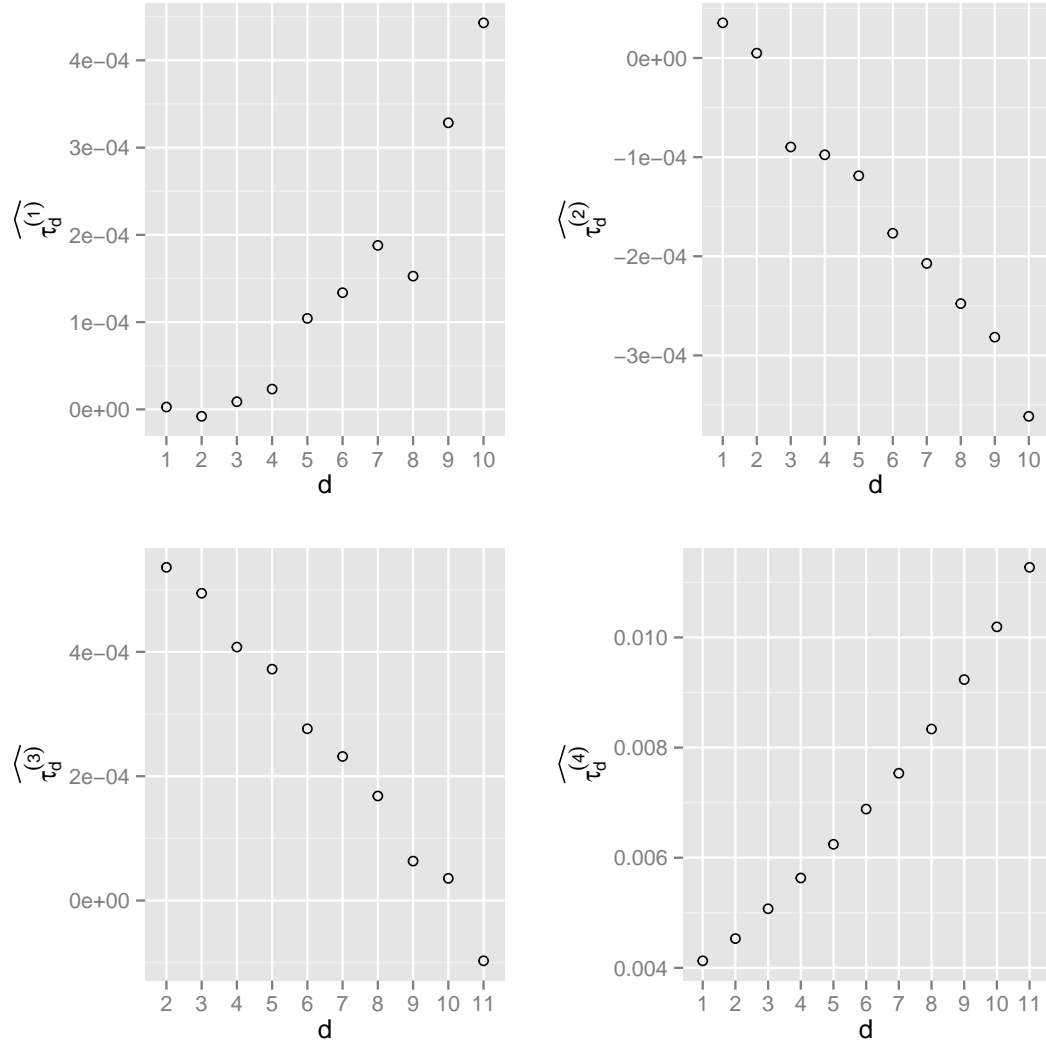 4e−04
3e−04
2e−04
1e−04
0e+00
1 2 3 4 5 6 7 8 9 10
d
τ̂d(1)
0e+00
−1e−04
−2e−04
−3e−04
1 2 3 4 5 6 7 8 9 10
d
τ̂d(2)
4e−04
2e−04
0e+00
2 3 4 5 6 7 8 9 10 11
d
τ̂d(3)
0.010
0.008
0.006
0.004
1 2 3 4 5 6 7 8 9 10 11
d
τ̂d(4)